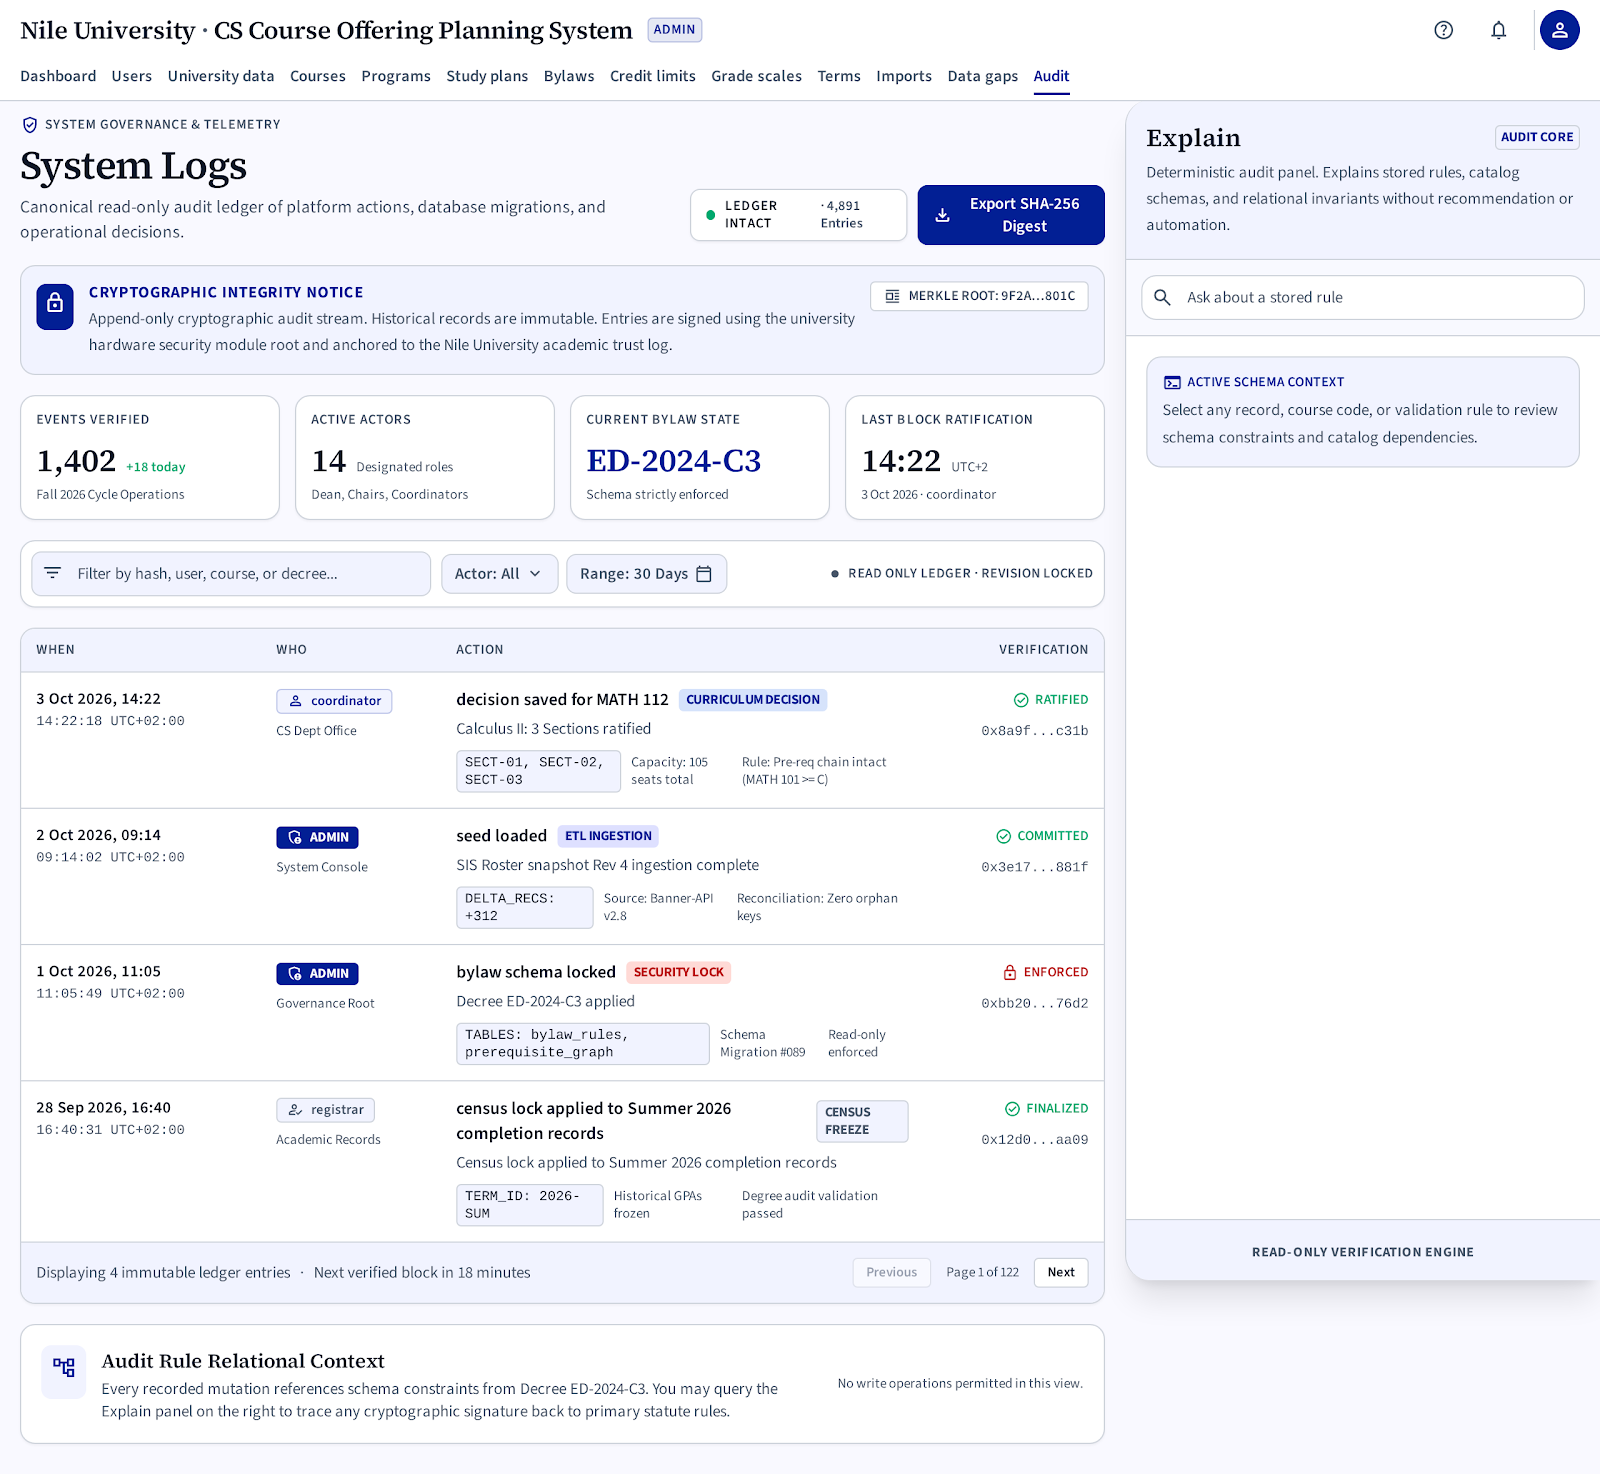 Nile University · CS Course Offering Planning System
ADMIN
Dashboard Users University data Courses Programs Study plans Bylaws Credit limits Grade scales Terms Imports Data gaps Audit
SYSTEM GOVERNANCE & TELEMETRY
System Logs
Canonical read-only audit ledger of platform actions, database migrations, and
operational decisions.
LEDGER
INTACT
· 4,891
Entries
Export SHA-256
Digest
CRYPTOGRAPHIC INTEGRITY NOTICE
Append-only cryptographic audit stream. Historical records are immutable. Entries are signed using the university
hardware security module root and anchored to the Nile University academic trust log.
MERKLE ROOT: 9F2A...801C
EVENTS VERIFIED
1,402 +18 today
Fall 2026 Cycle Operations
ACTIVE ACTORS
14 Designated roles
Dean, Chairs, Coordinators
CURRENT BYLAW STATE
ED-2024-C3
Schema strictly enforced
LAST BLOCK RATIFICATION
14:22 UTC+2
3 Oct 2026 · coordinator
Filter by hash, user, course, or decree...
Actor: All
Range: 30 Days
READ ONLY LEDGER · REVISION LOCKED
WHEN WHO ACTION VERIFICATION
3 Oct 2026, 14:22
14:22:18 UTC+02:00
coordinator
CS Dept Office
decision saved for MATH 112 CURRICULUM DECISION
Calculus II: 3 Sections ratified
SECT-01, SECT-02,
SECT-03
Capacity: 105
seats total
Rule: Pre-req chain intact
(MATH 101 >= C)
RATIFIED
0x8a9f...c31b
2 Oct 2026, 09:14
09:14:02 UTC+02:00
ADMIN
System Console
seed loaded ETL INGESTION
SIS Roster snapshot Rev 4 ingestion complete
DELTA_RECS:
+312
Source: Banner-API
v2.8
Reconciliation: Zero orphan
keys
COMMITTED
0x3e17...881f
1 Oct 2026, 11:05
11:05:49 UTC+02:00
ADMIN
Governance Root
bylaw schema locked SECURITY LOCK
Decree ED-2024-C3 applied
TABLES: bylaw_rules,
prerequisite_graph
Schema
Migration #089
Read-only
enforced
ENFORCED
0xbb20...76d2
28 Sep 2026, 16:40
16:40:31 UTC+02:00
registrar
Academic Records
census lock applied to Summer 2026
completion records
CENSUS
FREEZE
Census lock applied to Summer 2026 completion records
TERM_ID: 2026-
SUM
Historical GPAs
frozen
Degree audit validation
passed
FINALIZED
0x12d0...aa09
Displaying 4 immutable ledger entries · Next verified block in 18 minutes
Previous
Page 1 of 122
Next
Audit Rule Relational Context
Every recorded mutation references schema constraints from Decree ED-2024-C3. You may query the
Explain panel on the right to trace any cryptographic signature back to primary statute rules.
No write operations permitted in this view.
Explain
AUDIT CORE
Deterministic audit panel. Explains stored rules, catalog
schemas, and relational invariants without recommendation or
automation.
Ask about a stored rule
ACTIVE SCHEMA CONTEXT
Select any record, course code, or validation rule to review
schema constraints and catalog dependencies.
READ-ONLY VERIFICATION ENGINE